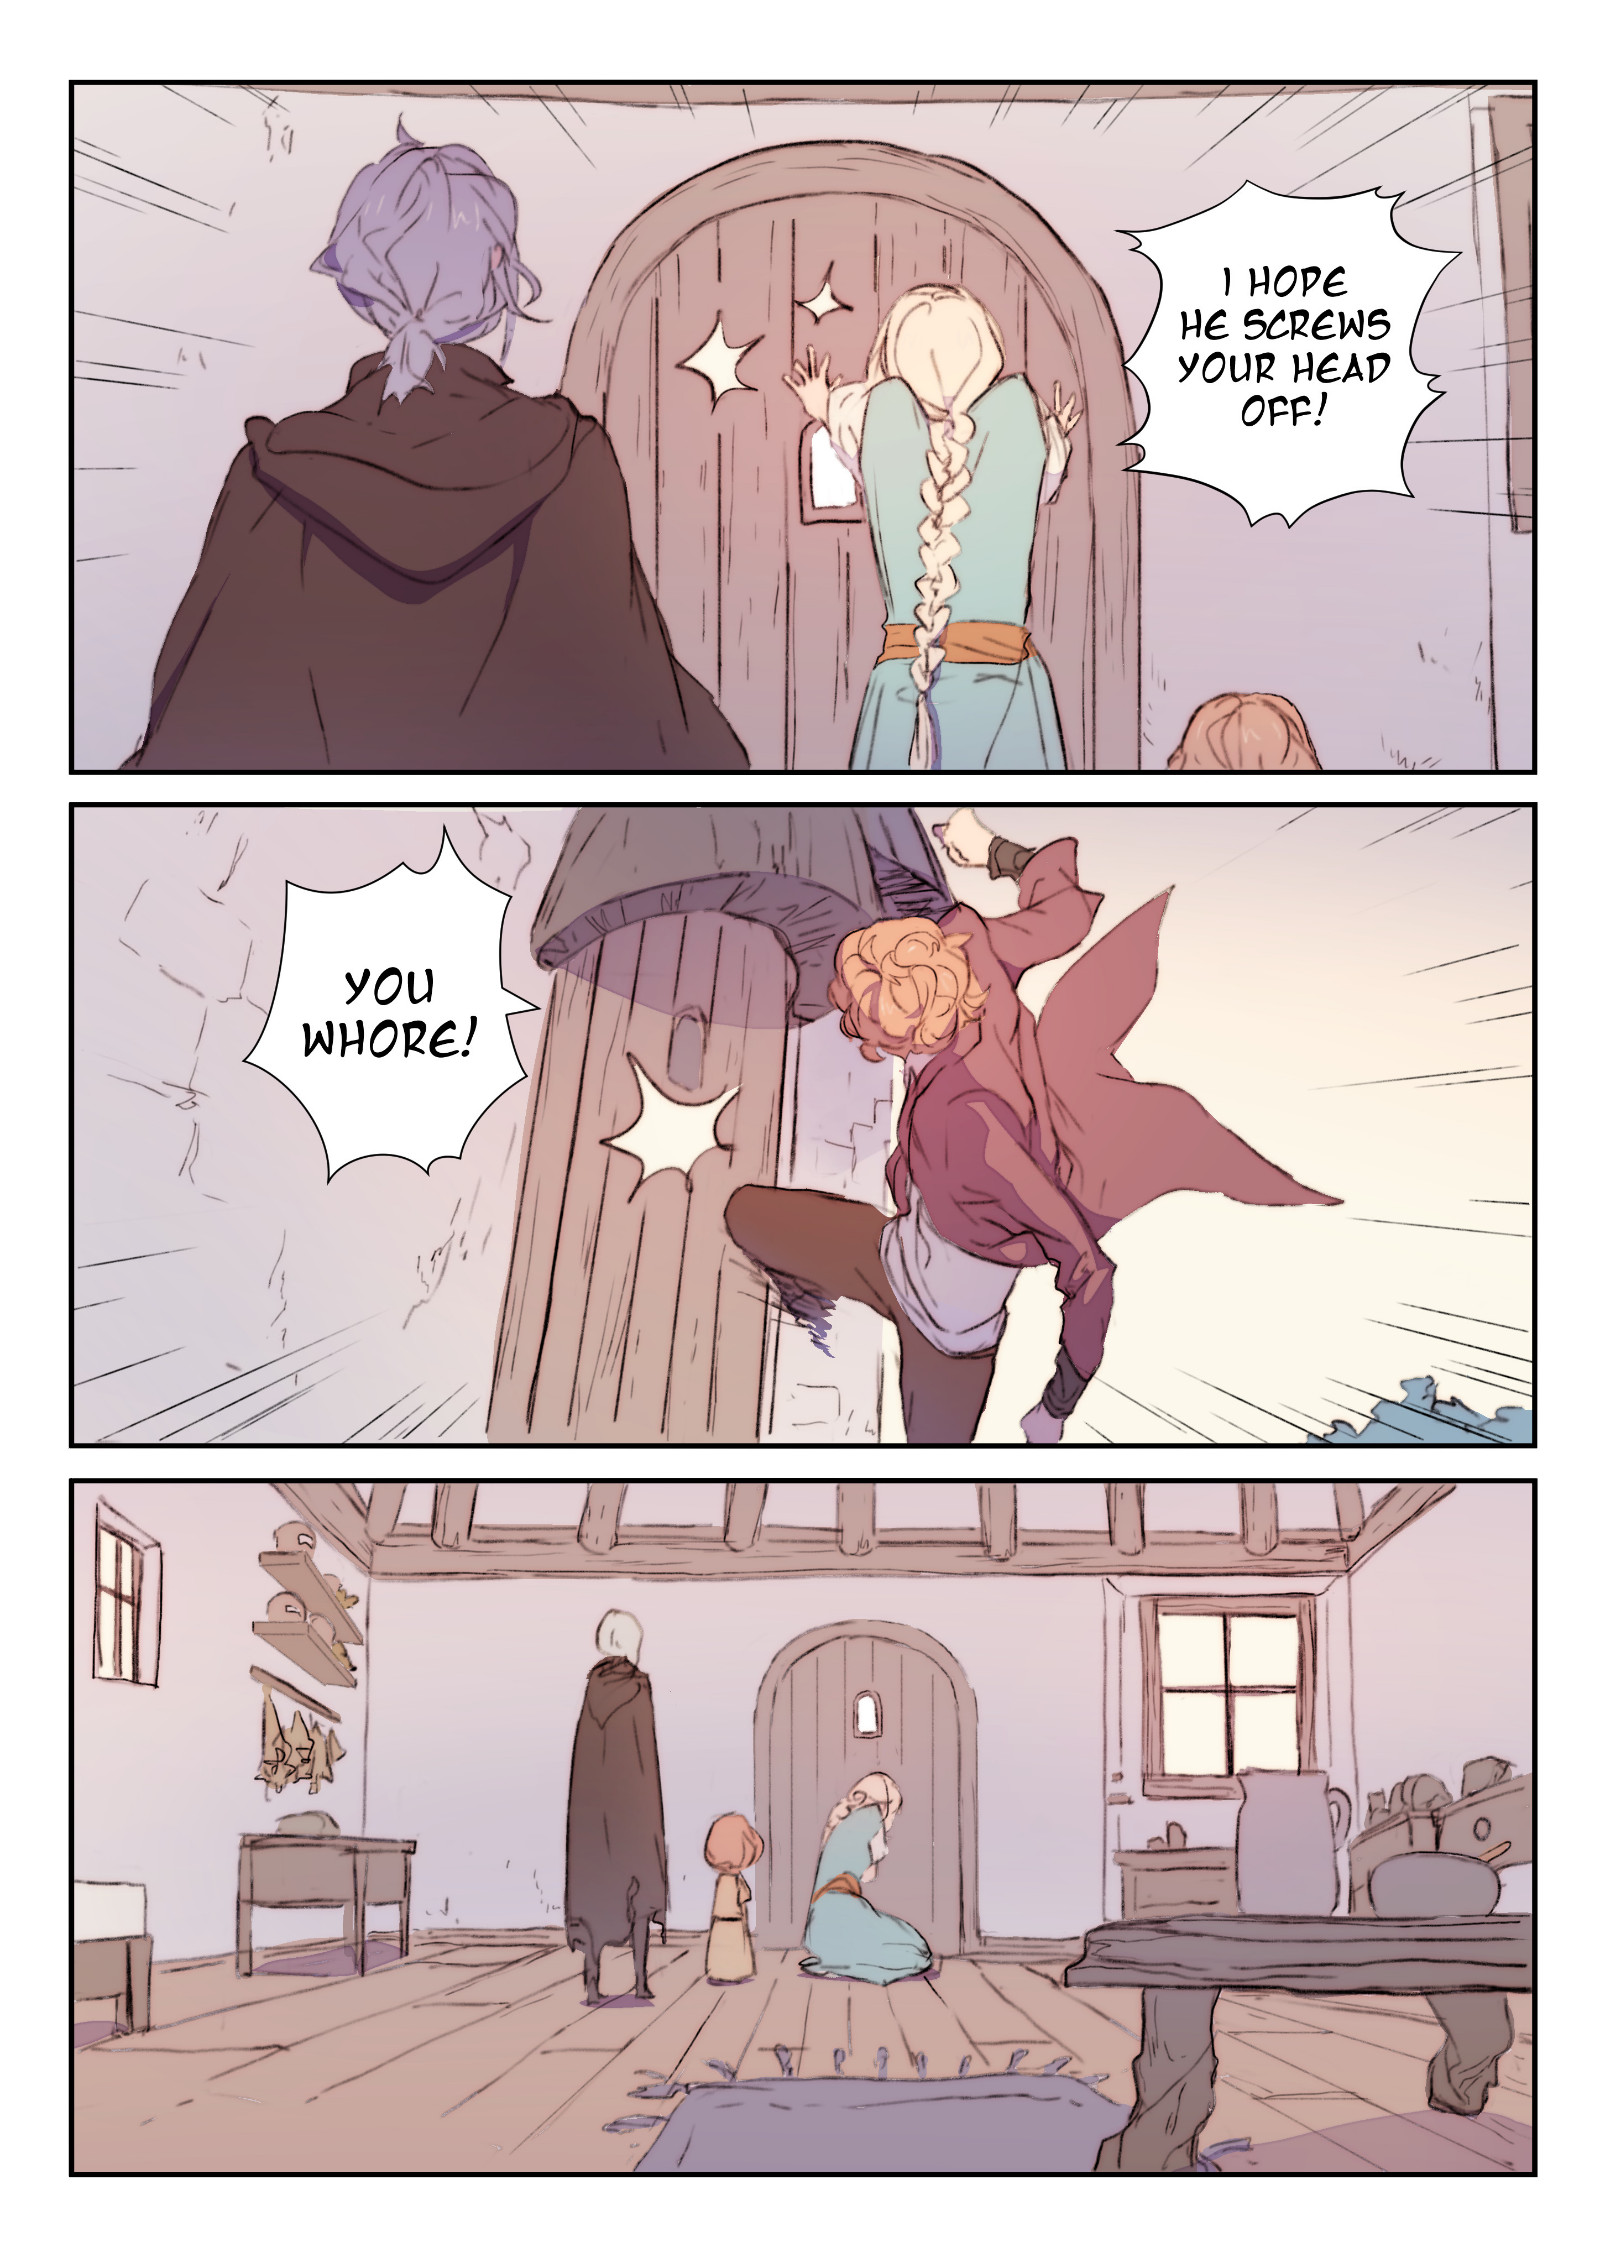 I HOPE
HE SCREWS
YOUR HEAD
OFF!
YOU
WHORE!